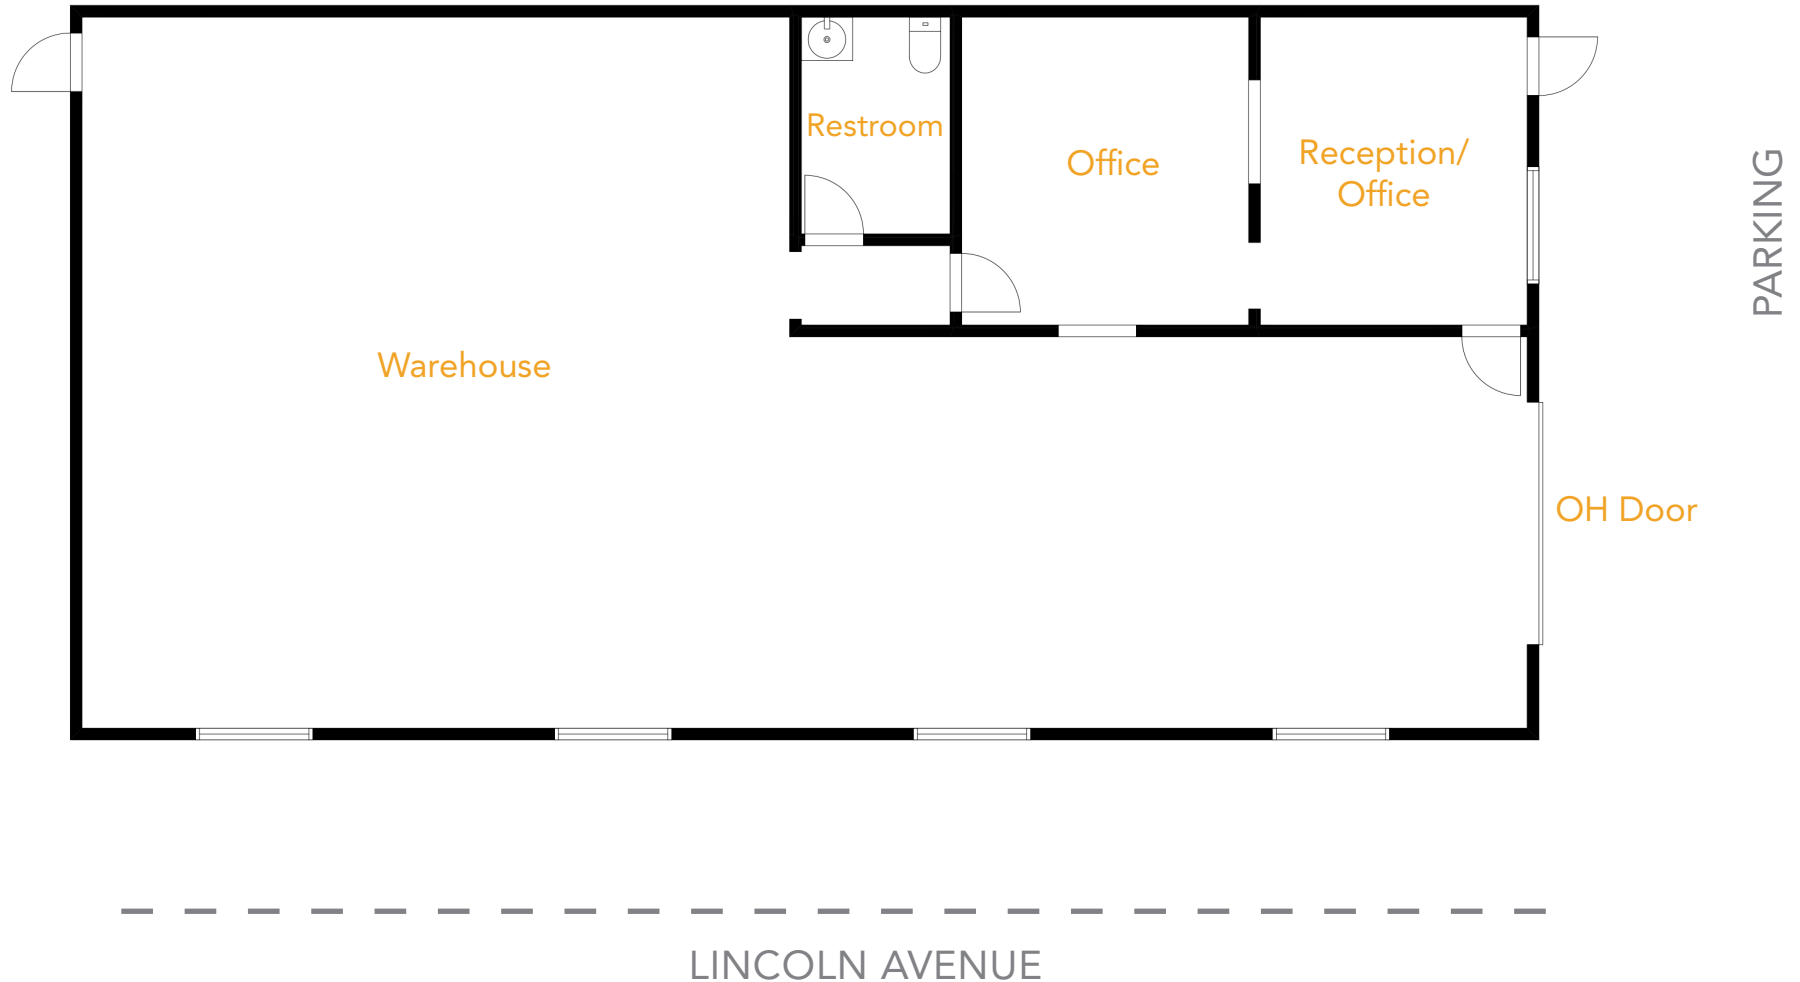 Restroom
Office
Reception/
Office
PARKING
Warehouse
OH Door
LINCOLN AVENUE